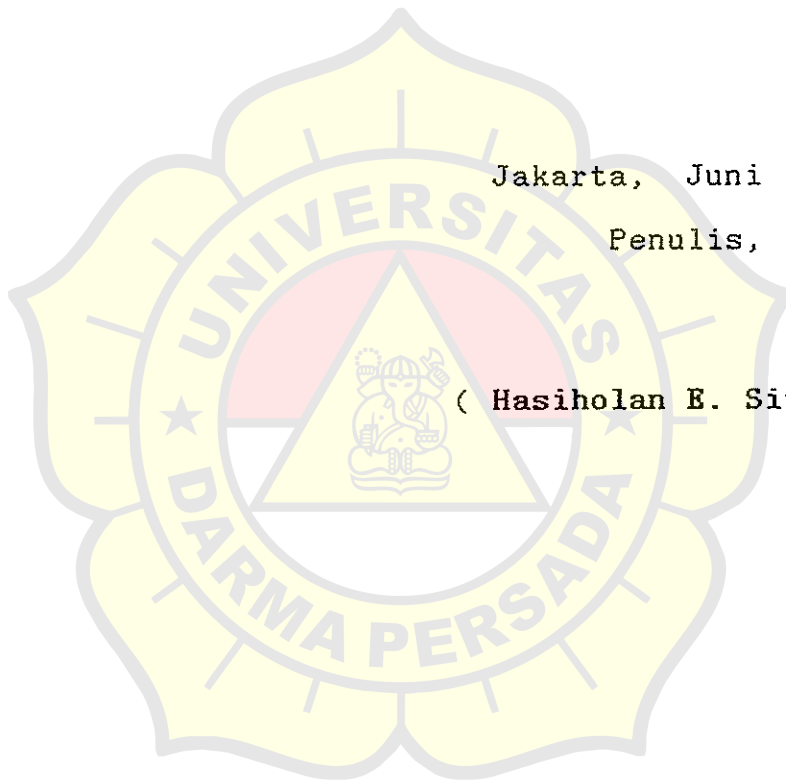 Jakarta, Juni
Penulis,
( Hasiholan E.
UNIVERSITAS
DARMA PERSADA